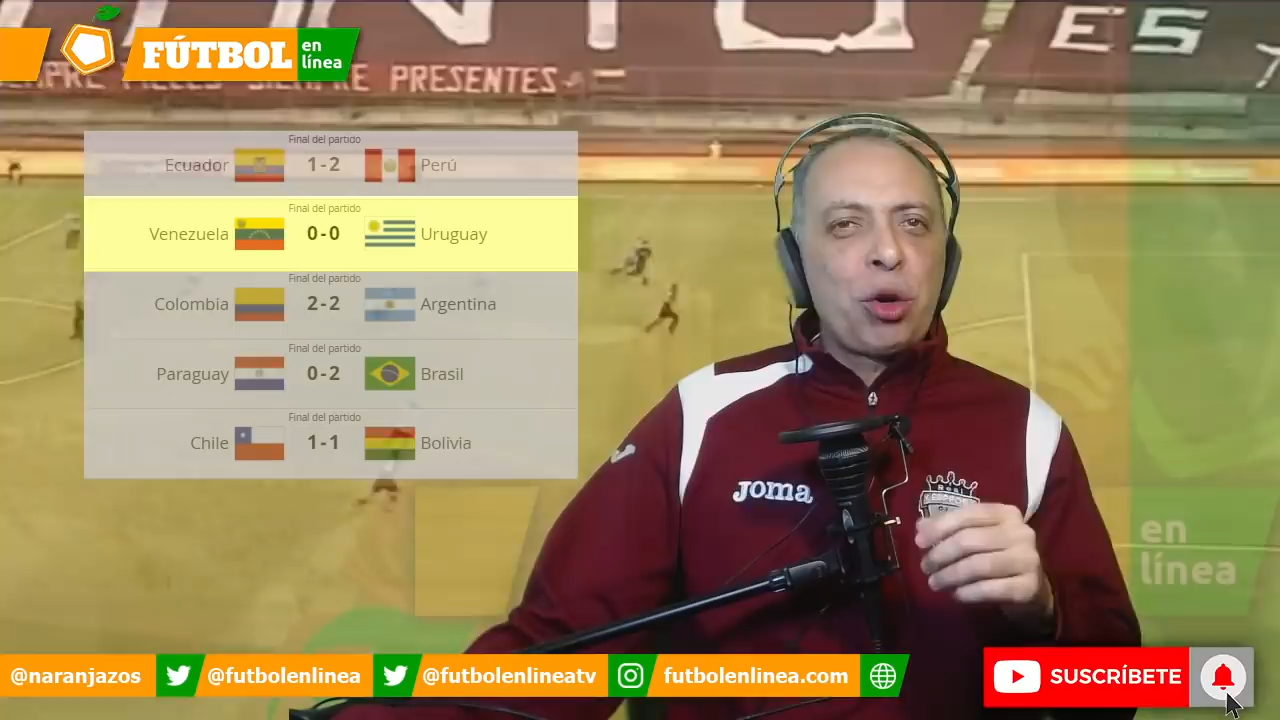 ES
SIEMPRE PRESENTES
FÚTBOL
en
línea
Final del partido
Ecuador 1-2 Perú
Final del partido
Venezuela 0-0 Uruguay
Final del partido
Colombia 2-2 Argentina
Final del partido
Paraguay 0-2 Brasil
Final del partido
Chile 1-1 Bolivia
Joma
en
línea
@naranjazos @futbolenlinea @futbolenlineatv futbolenlinea.com
SUSCRÍBETE